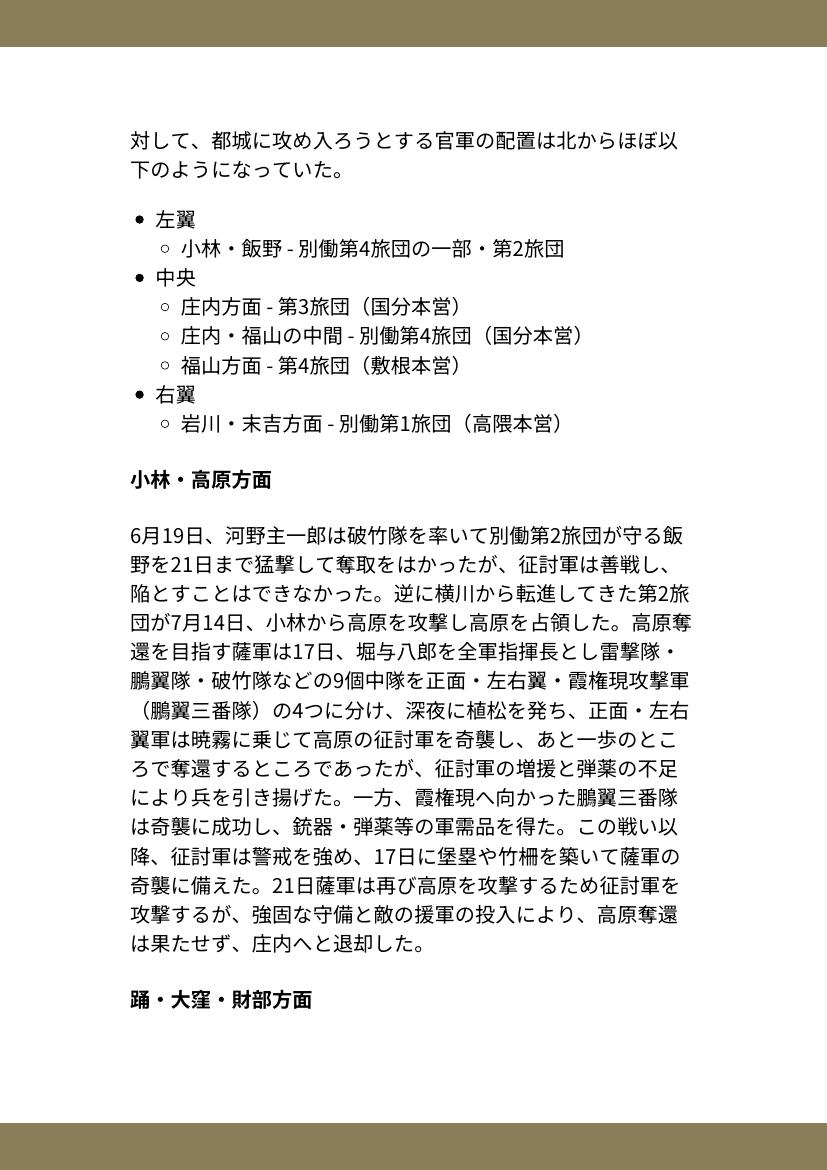 対して、都城に攻め入ろうとする官軍の配置は北からほぼ以
下のようになっていた。
• 左翼
◦ 小林・飯野 - 別働第4旅団の一部・第2旅団
• 中央
◦ 庄内方面 - 第3旅団（国分本営）
◦ 庄内・福山の中間 - 別働第4旅団（国分本営）
◦ 福山方面 - 第4旅団（敷根本営）
• 右翼
◦ 岩川・末吉方面 - 別働第1旅団（高隈本営）
小林・高原方面
6月19日、河野主一郎は破竹隊を率いて別働第2旅団が守る飯
野を21日まで猛撃して奪取をはかったが、征討軍は善戦し、
陥とすことはできなかった。逆に横川から転進してきた第2旅
団が7月14日、小林から高原を攻撃し高原を占領した。高原奪
還を目指す薩軍は17日、堀与八郎を全軍指揮長とし雷撃隊・
鵬翼隊・破竹隊などの9個中隊を正面・左右翼・霞権現攻撃軍
（鵬翼三番隊）の4つに分け、深夜に植松を発ち、正面・左右
翼軍は暁霧に乗じて高原の征討軍を奇襲し、あと一歩のとこ
ろで奪還するところであったが、征討軍の増援と弾薬の不足
により兵を引き揚げた。一方、霞権現へ向かった鵬翼三番隊
は奇襲に成功し、銃器・弾薬等の軍需品を得た。この戦い以
降、征討軍は警戒を強め、17日に堡塁や竹柵を築いて薩軍の
奇襲に備えた。21日薩軍は再び高原を攻撃するため征討軍を
攻撃するが、強固な守備と敵の援軍の投入により、高原奪還
は果たせず、庄内へと退却した。
踊・大窪・財部方面